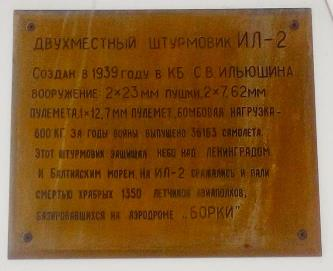 ДВУХМЕСТНЫЙ ШТУРМОВИК ИЛ-2
СОЗДАН В 1939 ГОДУ В КБ С.В. ИЛЬЮШИНА
ВООРУЖЕНИЕ 2×23ММ ПУШКИ, 2×7,62ММ
ПУЛЕМЕТА, 1×12,7ММ ПУЛЕМЕТ, БОМБОВАЯ НАГРУЗКА-
600 КГ. ЗА ГОДЫ ВОЙНЫ ВЫПУЩЕНО 36163 САМОЛЕТА.
ЭТОТ ШТУРМОВИК ЗАЩИЩАЛ НЕБО НАД ЛЕНИНГРАДОМ
И БАЛТИЙСКИМ МОРЕМ. НА ИЛ-2 СРАЖАЛИСЬ И ПАЛИ
СМЕРТЬЮ ХРАБРЫХ 1350 ЛЕТЧИКОВ АВИАПОЛКОВ,
БАЗИРОВАВШИХСЯ НА АЭРОДРОМЕ „БОРКИ"